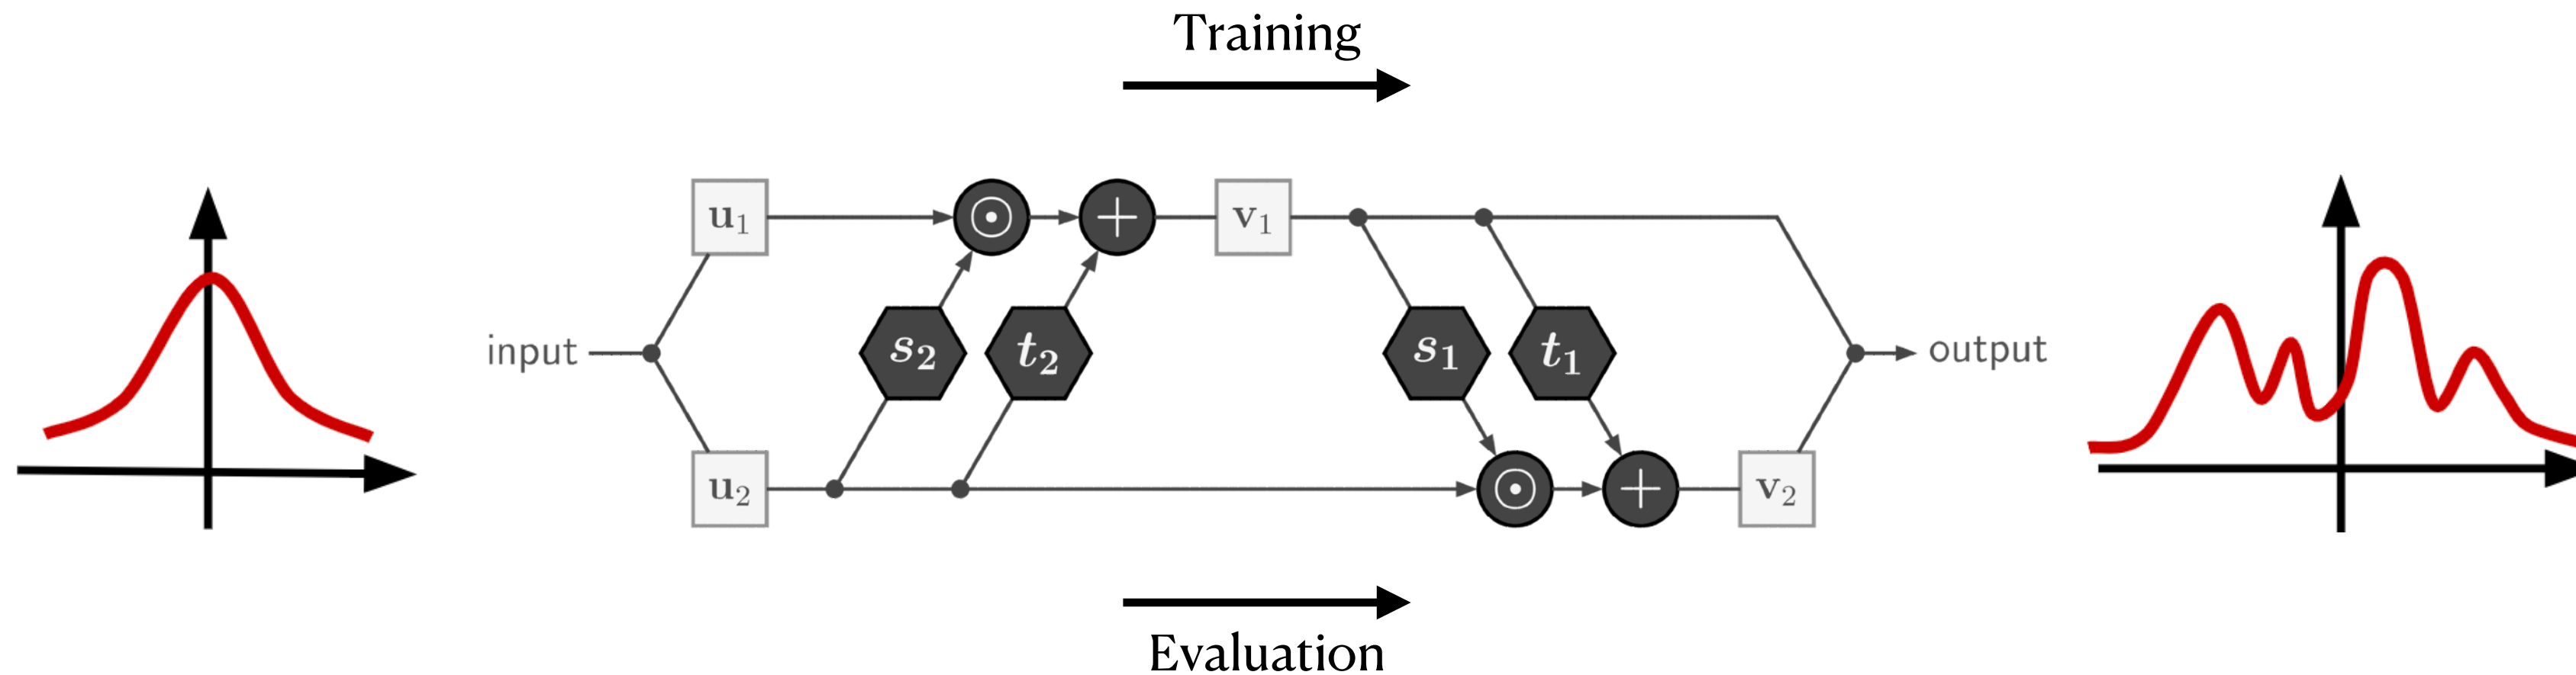 Training
u₁
⊙
+
v₁
input
s₂
t₂
s₁
t₁
output
u₂
⊙
+
v₂
Evaluation